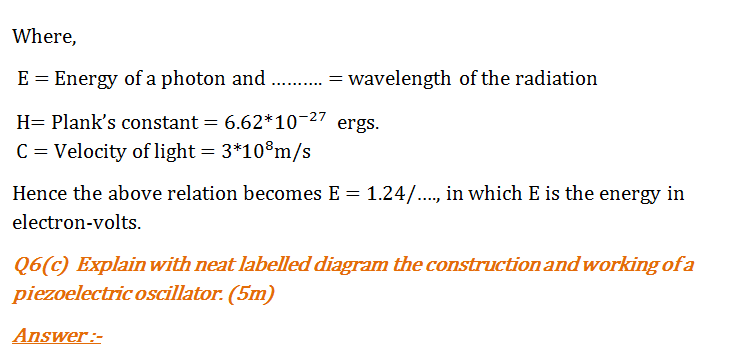 Where,
E = Energy of a photon and .......... = wavelength of the radiation
H= Plank’s constant = 6.62*10⁻²⁷ ergs.
C = Velocity of light = 3*10⁸m/s
Hence the above relation becomes E = 1.24/...., in which E is the energy in
electron-volts.
Q6(c) Explain with neat labelled diagram the construction and working of a
piezoelectric oscillator. (5m)
Answer :-